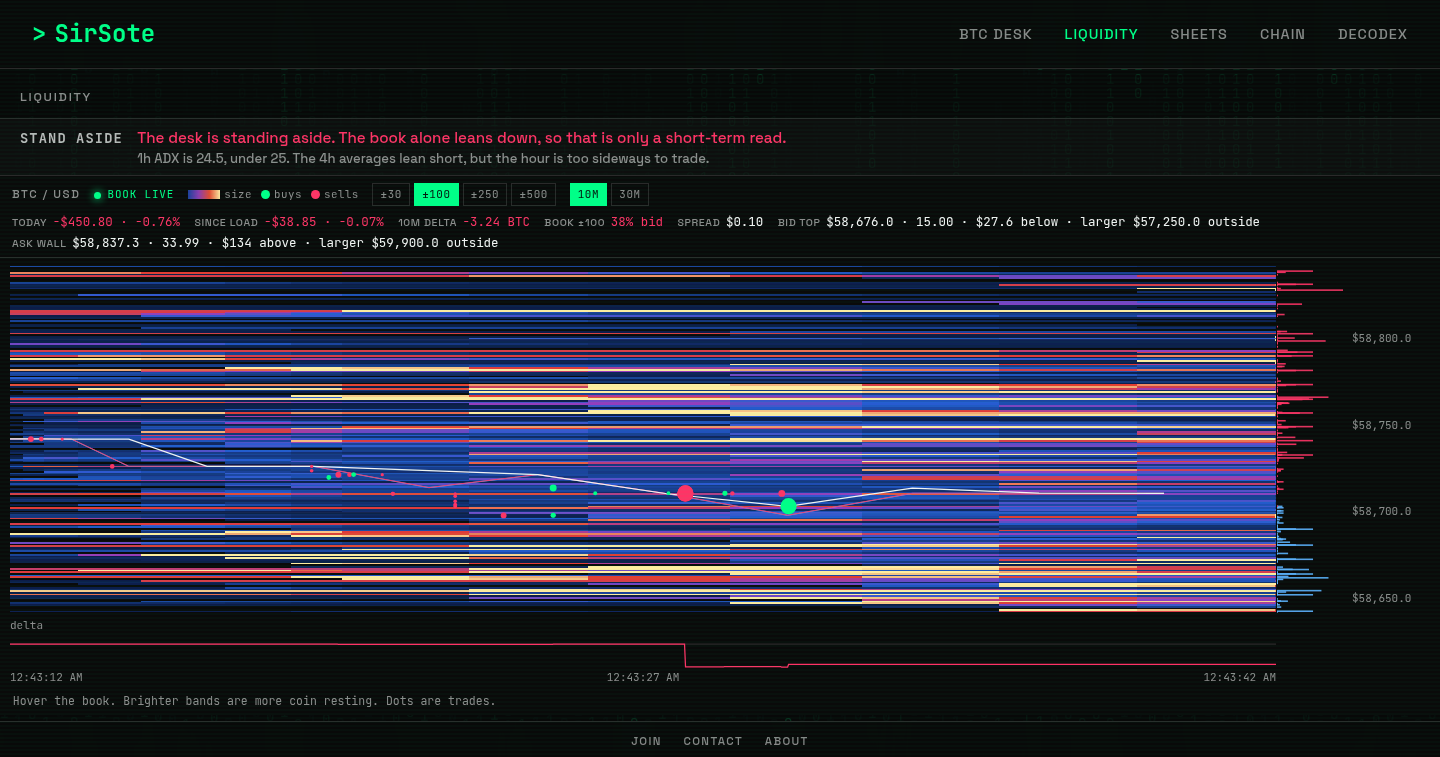 > SirSote
BTC DESK LIQUIDITY SHEETS CHAIN DECODEX
LIQUIDITY
STAND ASIDE The desk is standing aside. The book alone leans down, so that is only a short-term read.
1h ADX is 24.5, under 25. The 4h averages lean short, but the hour is too sideways to trade.
BTC / USD BOOK LIVE size buys sells ±30 ±100 ±250 ±500 10M 30M
TODAY -$450.80 · -0.76% SINCE LOAD -$38.85 · -0.07% 10M DELTA -3.24 BTC BOOK ±100 38% bid SPREAD $0.10 BID TOP $58,676.0 · 15.00 · $27.6 below · larger $57,250.0 outside
ASK WALL $58,837.3 · 33.99 · $134 above · larger $59,900.0 outside
$58,800.0
$58,750.0
$58,700.0
$58,650.0
delta
12:43:12 AM 12:43:27 AM 12:43:42 AM
Hover the book. Brighter bands are more coin resting. Dots are trades.
JOIN CONTACT ABOUT